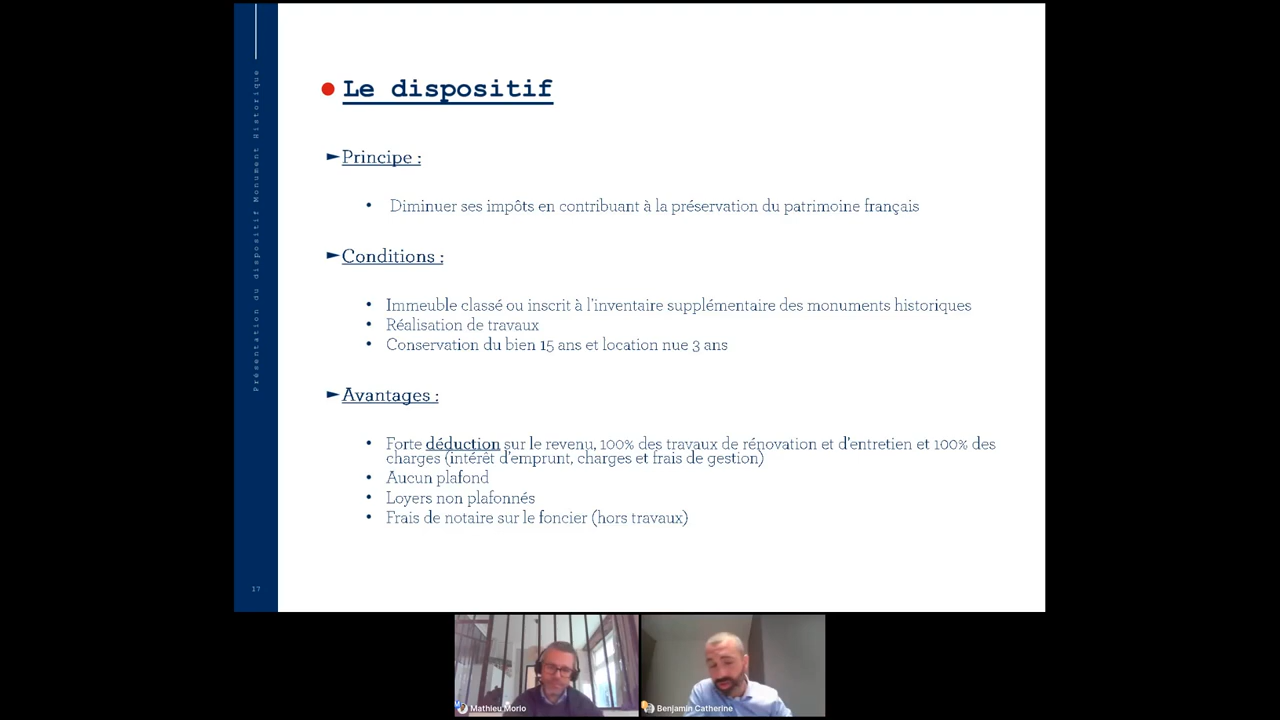 Présentation du dispositif Monument Historique
Le dispositif
Principe :
Diminuer ses impôts en contribuant à la préservation du patrimoine français
Conditions :
Immeuble classé ou inscrit à l'inventaire supplémentaire des monuments historiques
Réalisation de travaux
Conservation du bien 15 ans et location nue 3 ans
Avantages :
Forte déduction sur le revenu, 100% des travaux de rénovation et d'entretien et 100% des
charges (intérêt d'emprunt, charges et frais de gestion)
Aucun plafond
Loyers non plafonnés
Frais de notaire sur le foncier (hors travaux)
17
Mathieu Morio
Benjamin Catherine